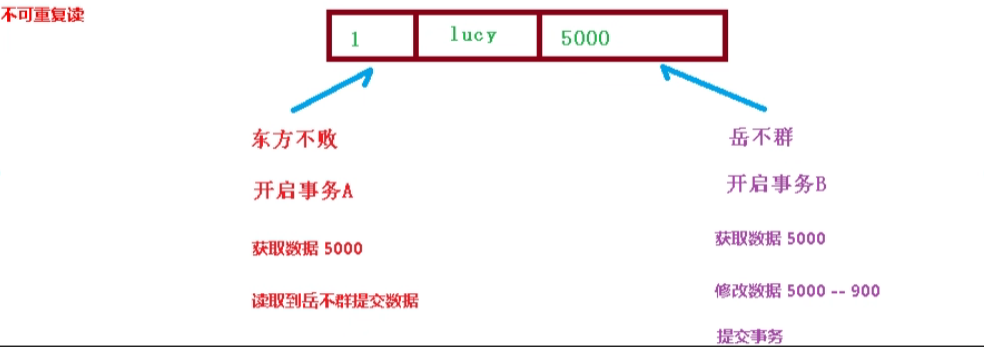 不可重复读
1 lucy 5000
东方不败
岳不群
开启事务A
开启事务B
获取数据 5000
获取数据 5000
读取到岳不群提交数据
修改数据 5000 -- 900
提交事务